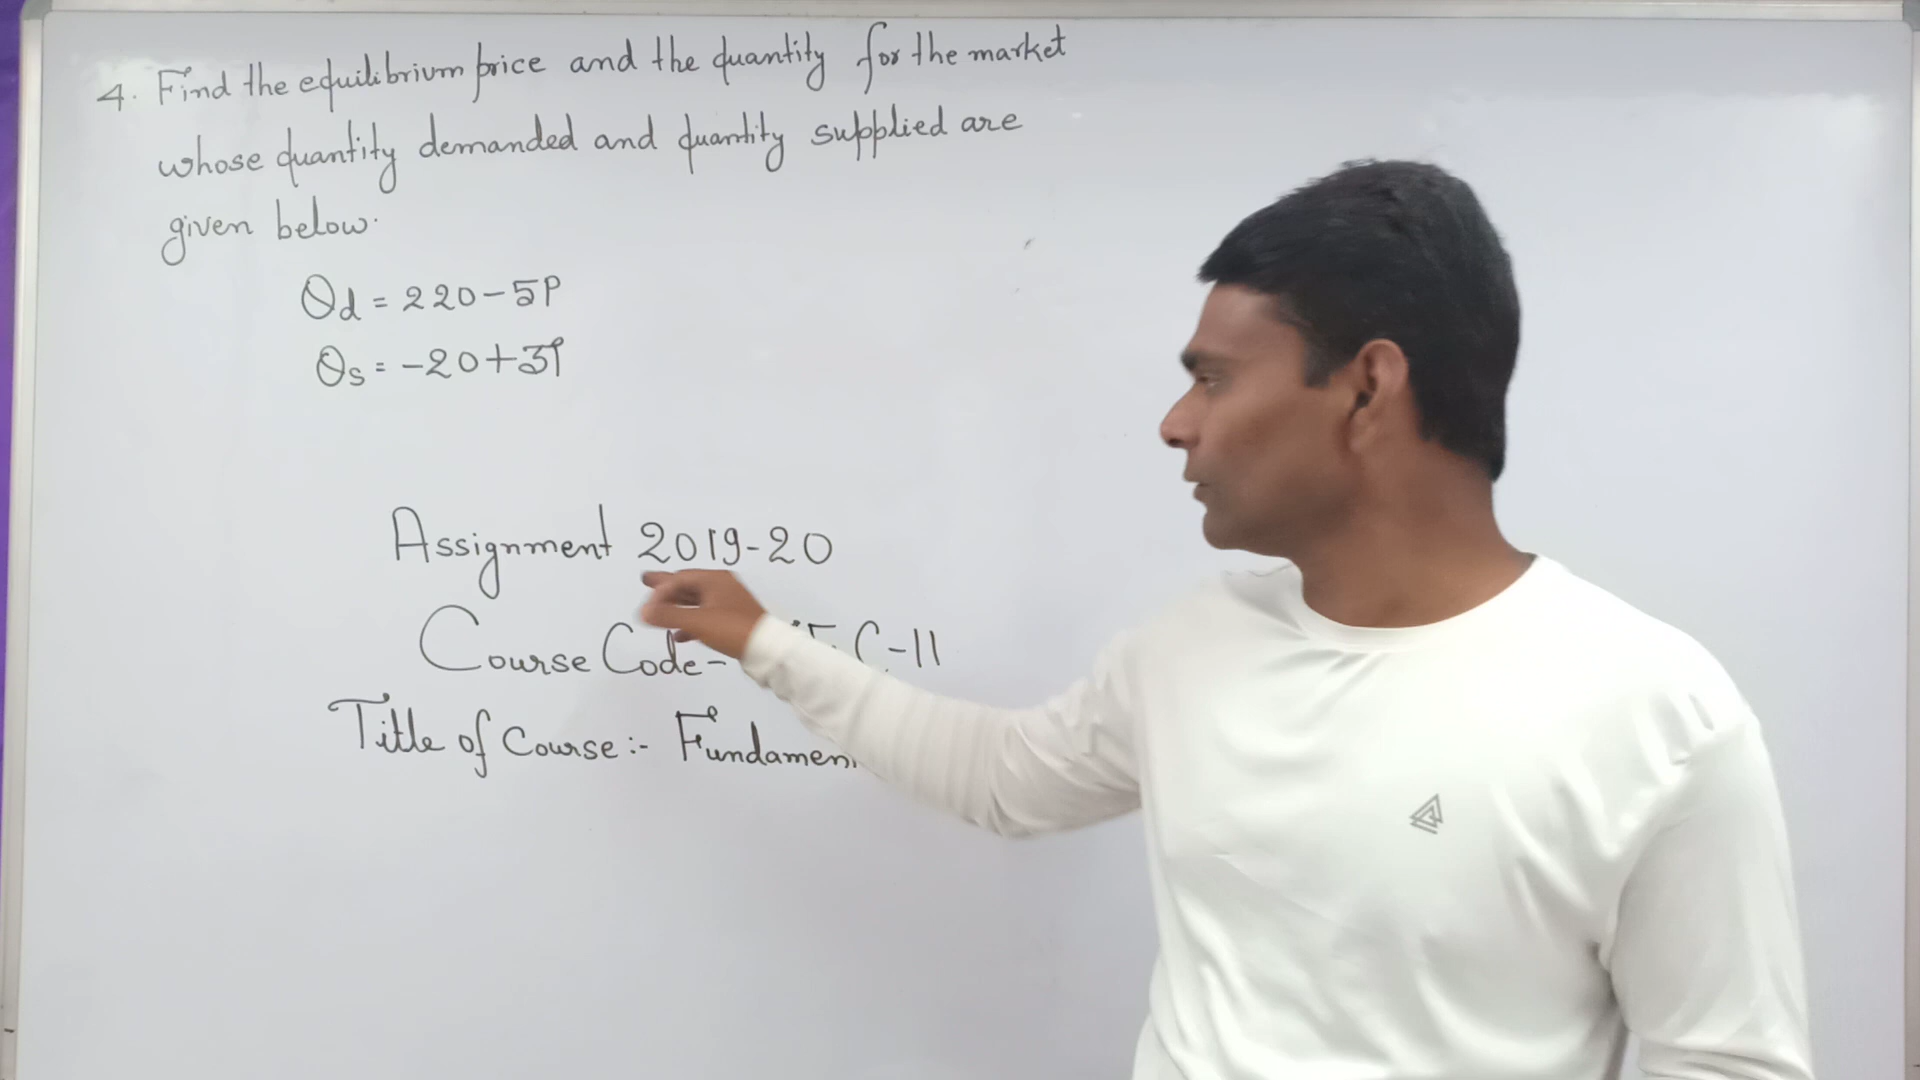 4. Find the equilibrium price and the quantity for the market
whose quantity demanded and quantity supplied are
given below.
Qd = 220-5P
Qs = -20+3P
Assignment 2019-20
Course Code- C-11
Title of Course:-